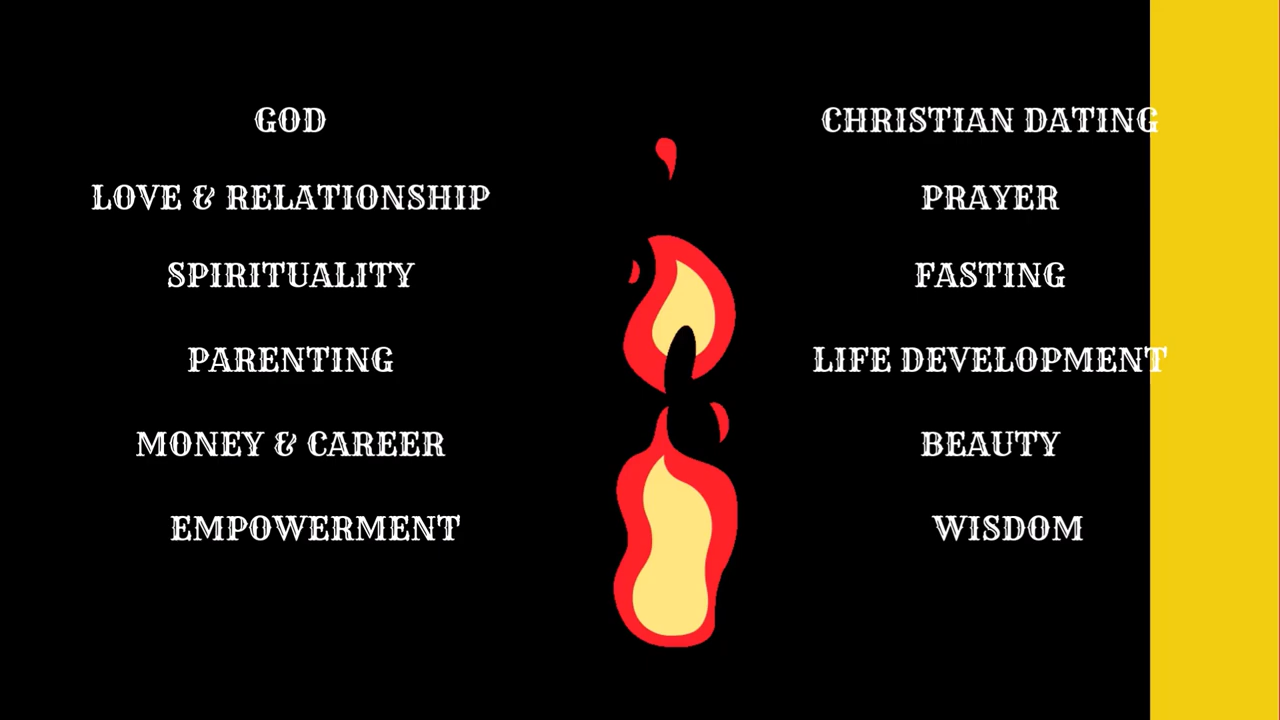 GOD
LOVE & RELATIONSHIP
SPIRITUALITY
PARENTING
MONEY & CAREER
EMPOWERMENT
CHRISTIAN DATING
PRAYER
FASTING
LIFE DEVELOPMENT
BEAUTY
WISDOM